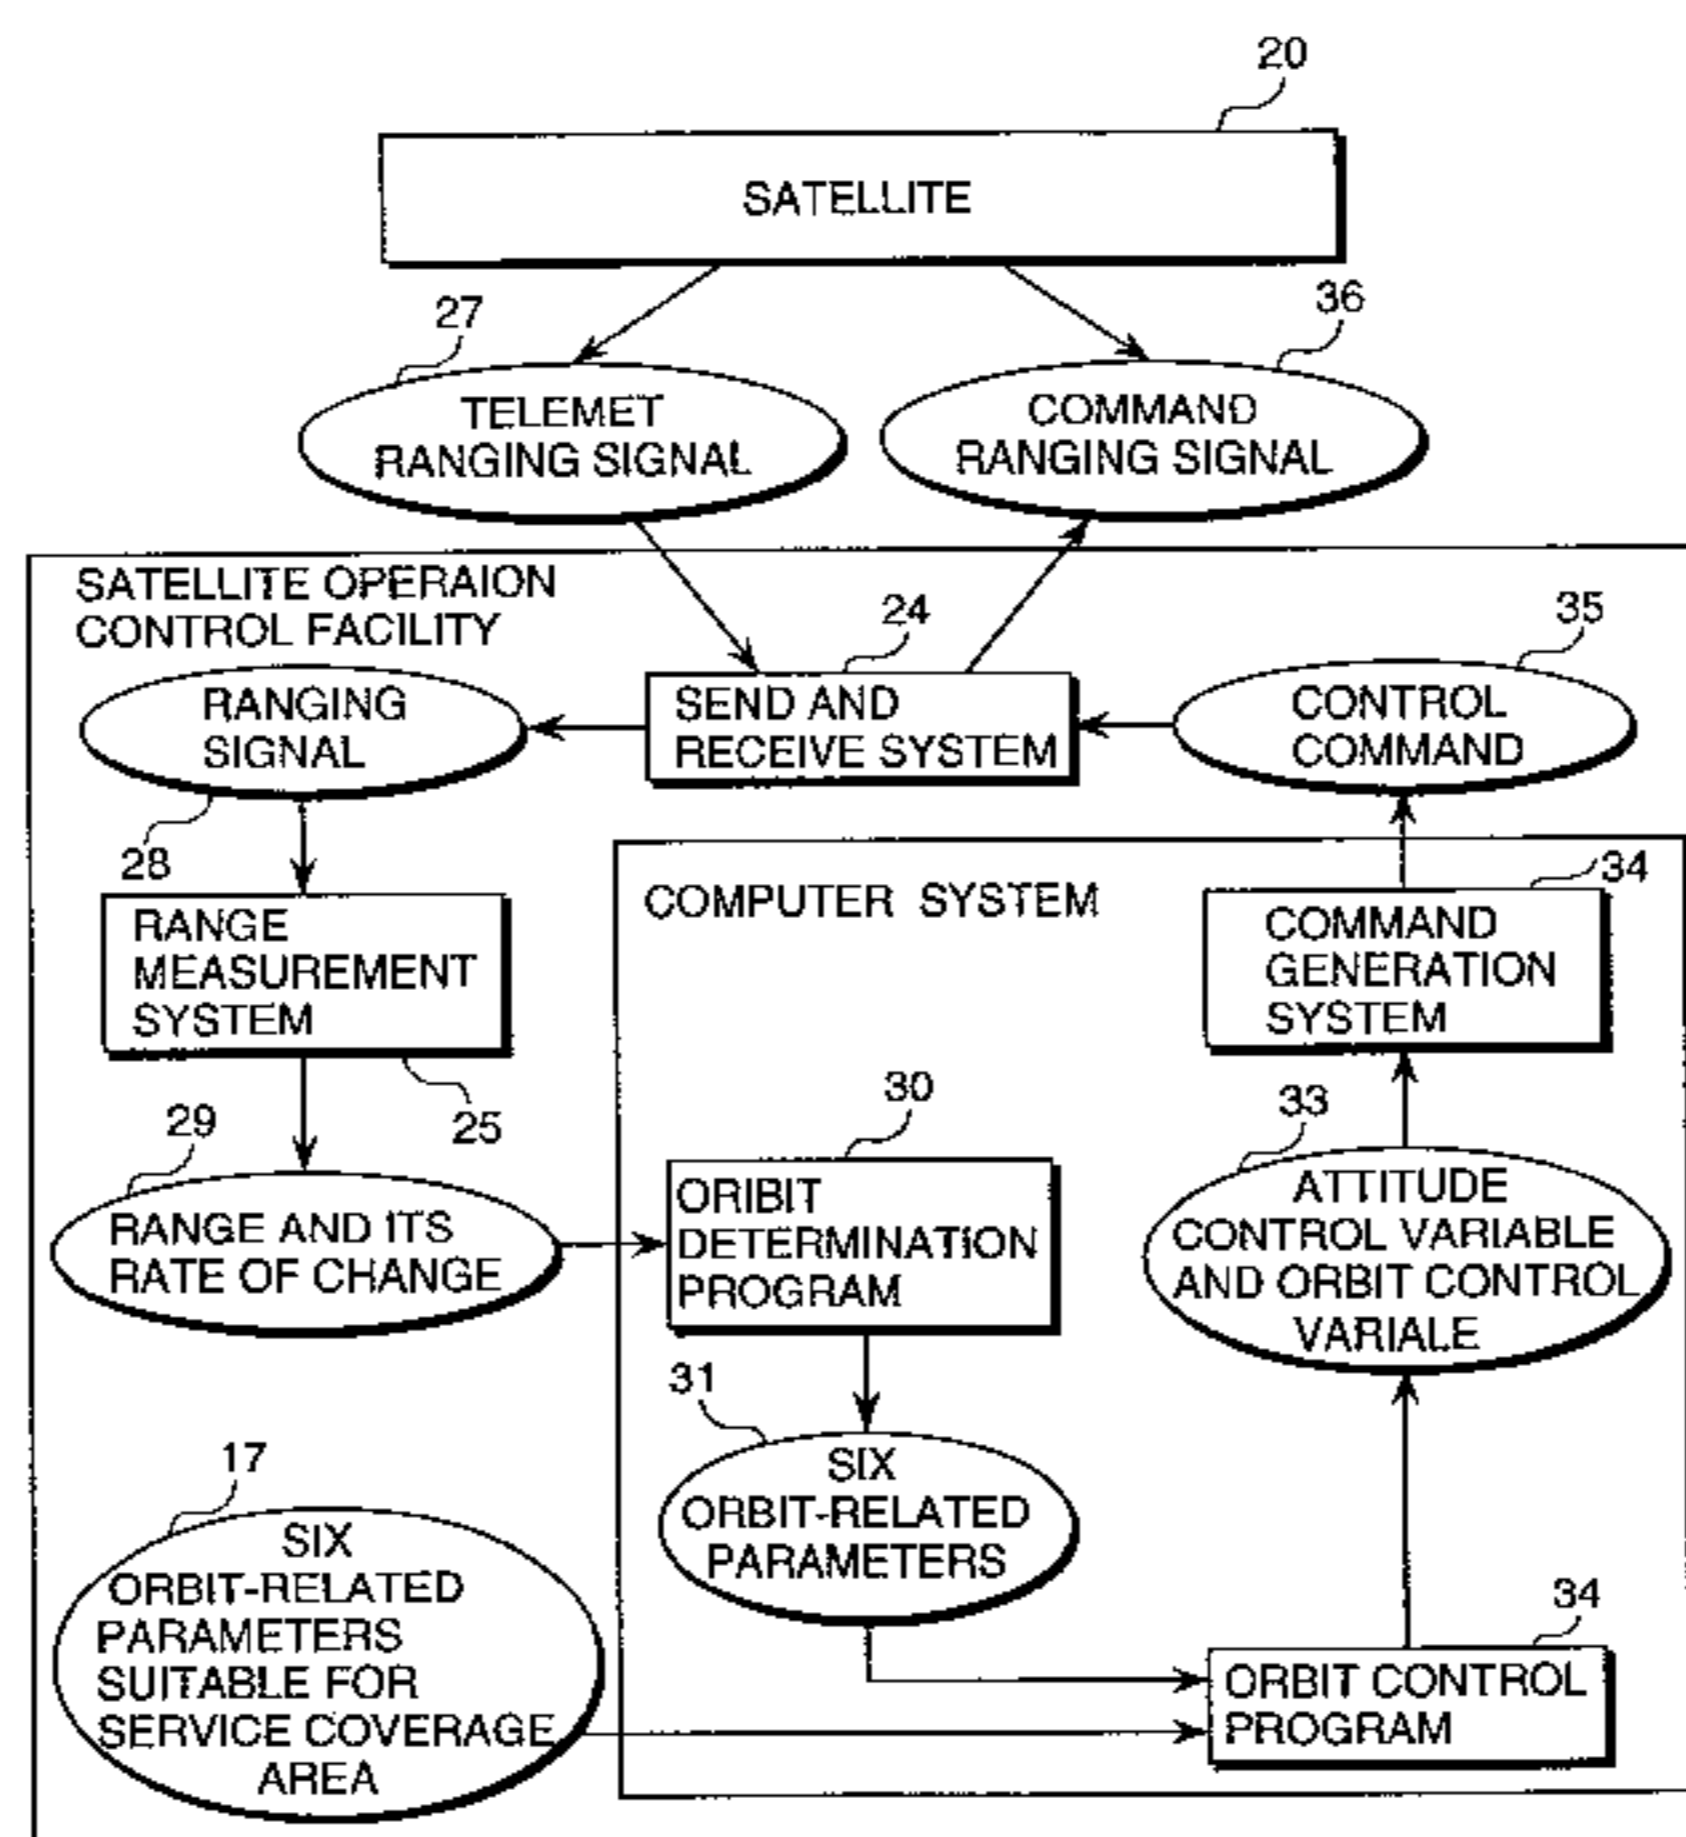 20
SATELLITE
27
36
TELEMET
RANGING SIGNAL
COMMAND
RANGING SIGNAL
SATELLITE OPERAION
CONTROL FACILITY
24
35
RANGING
SIGNAL
SEND AND
RECEIVE SYSTEM
CONTROL
COMMAND
28
34
COMPUTER SYSTEM
RANGE
MEASUREMENT
SYSTEM
COMMAND
GENERATION
SYSTEM
25
29
30
33
RANGE AND ITS
RATE OF CHANGE
ORIBIT
DETERMINATION
PROGRAM
ATTITUDE
CONTROL VARIABLE
AND ORBIT CONTROL
VARIALE
31
17
SIX
ORBIT-RELATED
PARAMETERS
SIX
ORBIT-RELATED
PARAMETERS
SUITABLE FOR
SERVICE COVERAGE
AREA
34
ORBIT CONTROL
PROGRAM